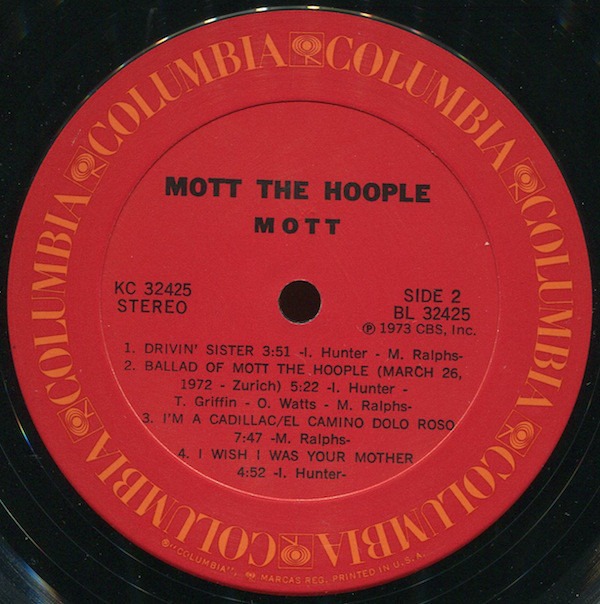 COLUMBIA COLUMBIA COLUMBIA COLUMBIA COLUMBIA COLUMBIA
MOTT THE HOOPLE
MOTT
KC 32425
STEREO
SIDE 2
BL 32425
Ⓟ 1973 CBS, Inc.
1. DRIVIN' SISTER 3:51 -I. Hunter - M. Ralphs-
2. BALLAD OF MOTT THE HOOPLE (MARCH 26,
1972 - Zurich) 5:22 -I. Hunter -
T. Griffin - O. Watts - M. Ralphs-
3. I'M A CADILLAC/EL CAMINO DOLO ROSO
7:47 -M. Ralphs-
4. I WISH I WAS YOUR MOTHER
4:52 -I. Hunter-
®"COLUMBIA", MARCAS REG. PRINTED IN U.S.A.